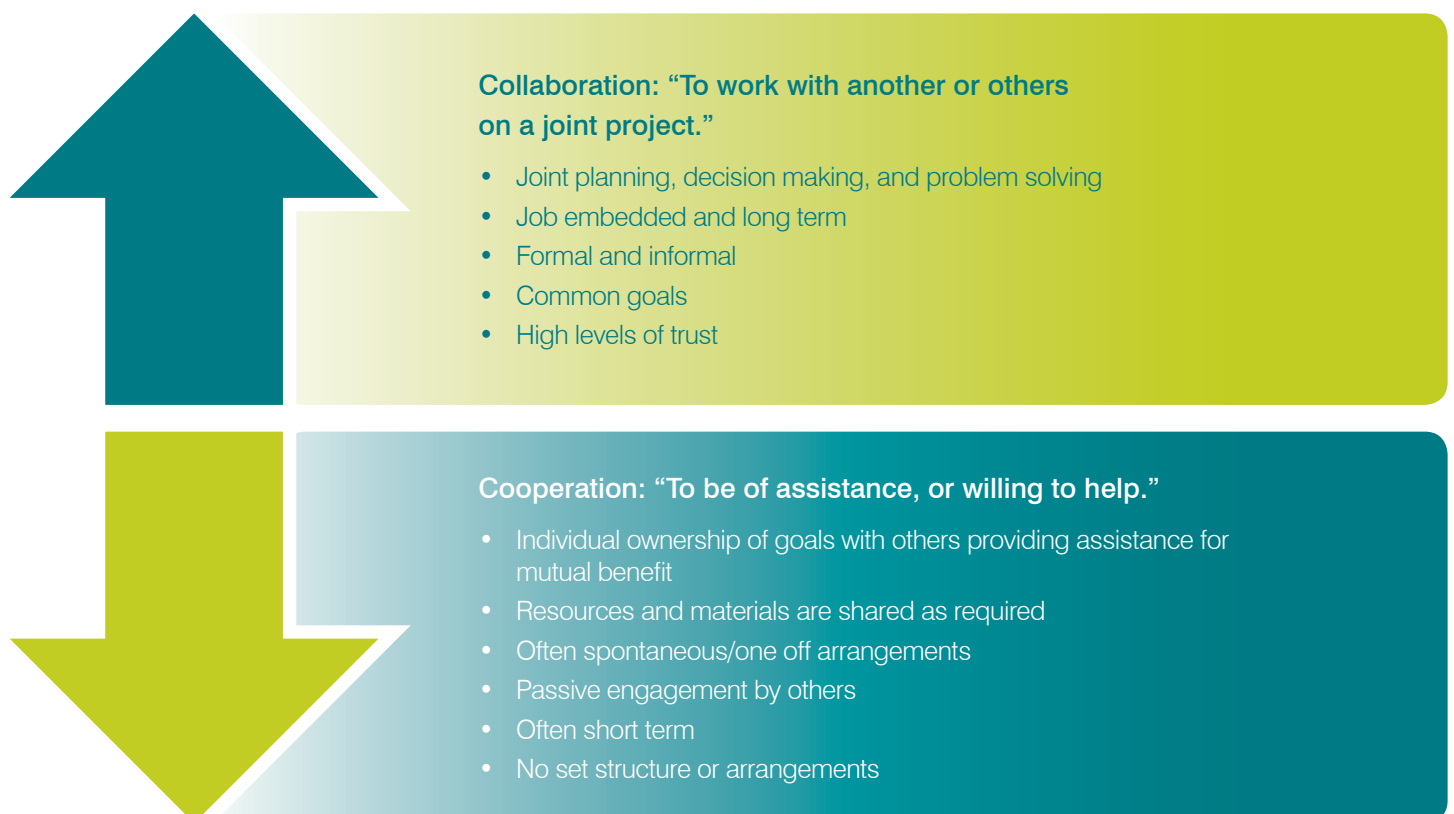 Collaboration: “To work with another or others
on a joint project.”
• Joint planning, decision making, and problem solving
• Job embedded and long term
• Formal and informal
• Common goals
• High levels of trust
Cooperation: “To be of assistance, or willing to help.”
• Individual ownership of goals with others providing assistance for
mutual benefit
• Resources and materials are shared as required
• Often spontaneous/one off arrangements
• Passive engagement by others
• Often short term
• No set structure or arrangements